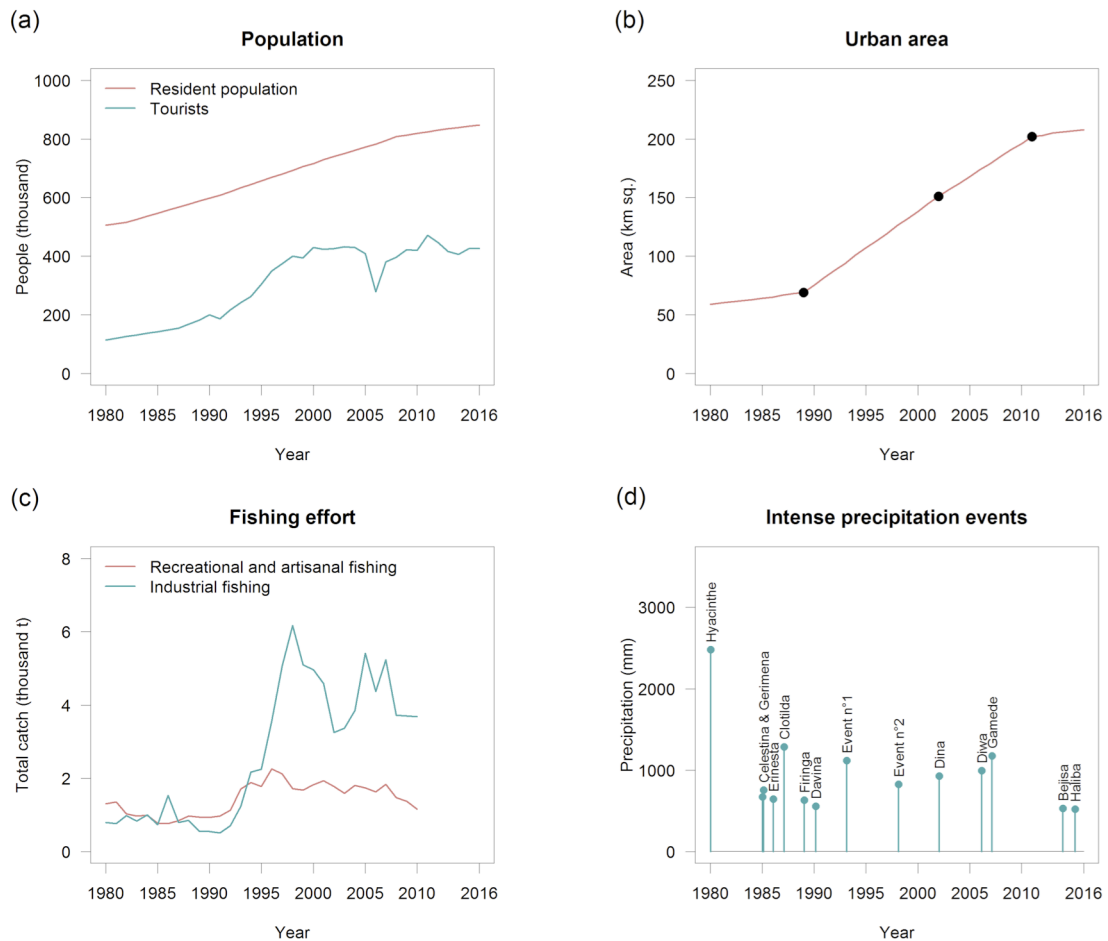 (a)
Population
Resident population
Tourists
1000
800
600
400
200
0
People (thousand)
1980 1985 1990 1995 2000 2005 2010 2016
Year
(b)
Urban area
250
200
150
100
50
0
Area (km sq.)
1980 1985 1990 1995 2000 2005 2010 2016
Year
(c)
Fishing effort
Recreational and artisanal fishing
Industrial fishing
8
6
4
2
0
Total catch (thousand t)
1980 1985 1990 1995 2000 2005 2010 2016
Year
(d)
Intense precipitation events
3000
2000
1000
0
Precipitation (mm)
Hyacinthe
Celestina & Gerimena
Erinesta
Clotilda
Firinga
Davina
Event n°1
Event n°2
Dina
Diwa
Gamede
Bejisa
Haliba
1980 1985 1990 1995 2000 2005 2010 2016
Year